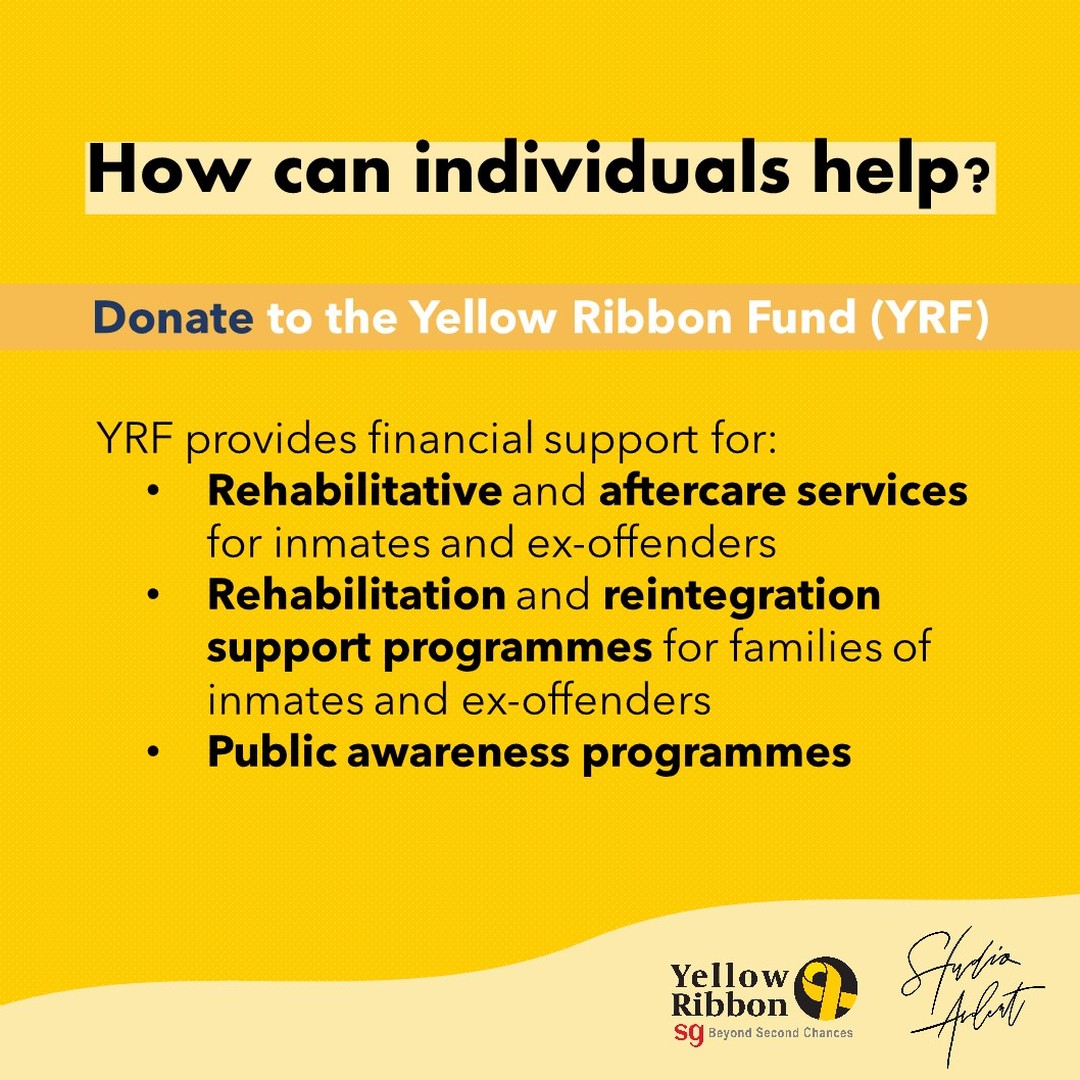 How can individuals help?
Donate to the Yellow Ribbon Fund (YRF)
YRF provides financial support for:
• Rehabilitative and aftercare services
for inmates and ex-offenders
• Rehabilitation and reintegration
support programmes for families of
inmates and ex-offenders
• Public awareness programmes
Yellow
Ribbon
sg Beyond Second Chances
Studio